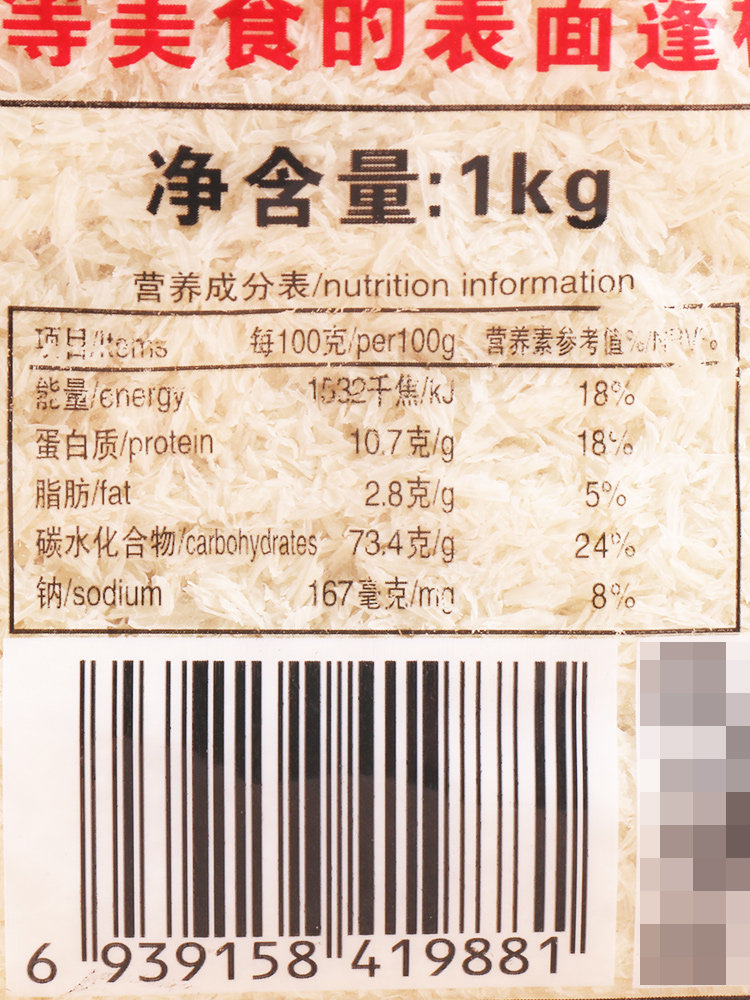 等美食的表面蓬
净含量:1kg
营养成分表/nutrition information
项目/Items 每100克/per100g 营养素参考值%/NRV%
能量/energy 1532千焦/kJ 18%
蛋白质/protein 10.7克/g 18%
脂肪/fat 2.8克/g 5%
碳水化合物/carbohydrates 73.4克/g 24%
钠/sodium 167毫克/mg 8%
6 939158 419881